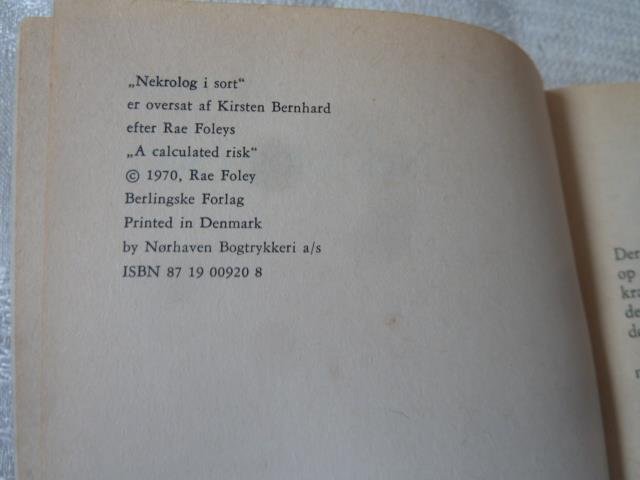 „Nekrolog i sort“
er oversat af Kirsten Bernhard
efter Rae Foleys
„A calculated risk“
© 1970, Rae Foley
Berlingske Forlag
Printed in Denmark
by Nørhaven Bogtrykkeri a/s
ISBN 87 19 00920 8
op